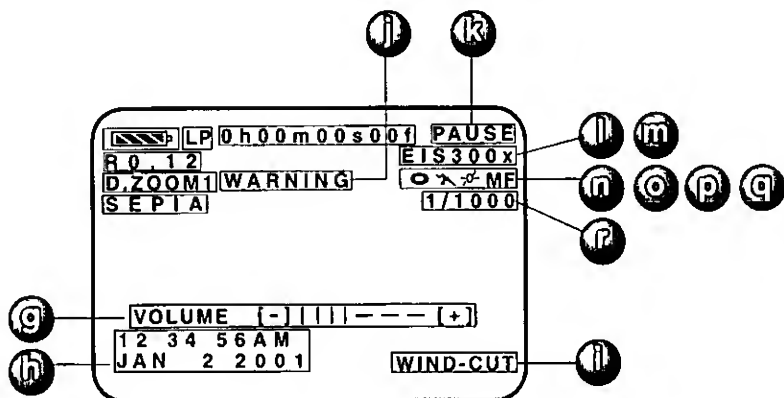 j k
LP 0h00m00s00f PAUSE
R0.12 EIS300x l m
D.ZOOM1 WARNING MF n o p q
SEPIA 1/1000
r
g VOLUME [-]||||---[+]
12 34 56AM
h JAN 2 2001 WIND-CUT i